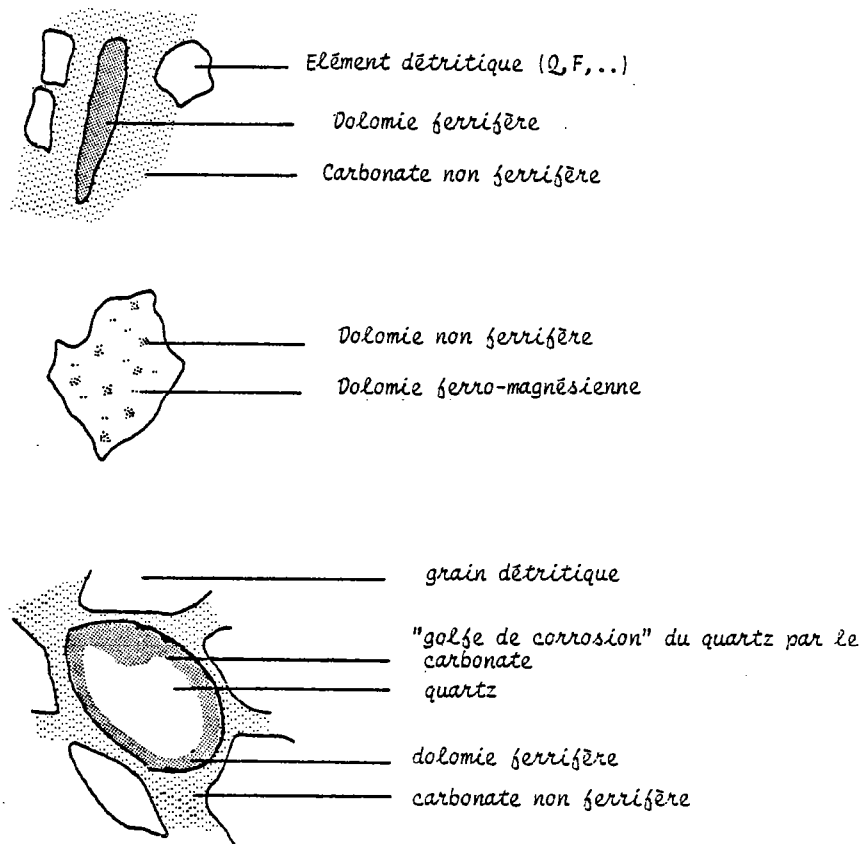 Elément détritique (Q,F,..)
Dolomie ferrifère
Carbonate non ferrifère
Dolomie non ferrifère
Dolomie ferro-magnésienne
grain détritique
"golfe de corrosion" du quartz par le
carbonate
quartz
dolomie ferrifère
carbonate non ferrifère